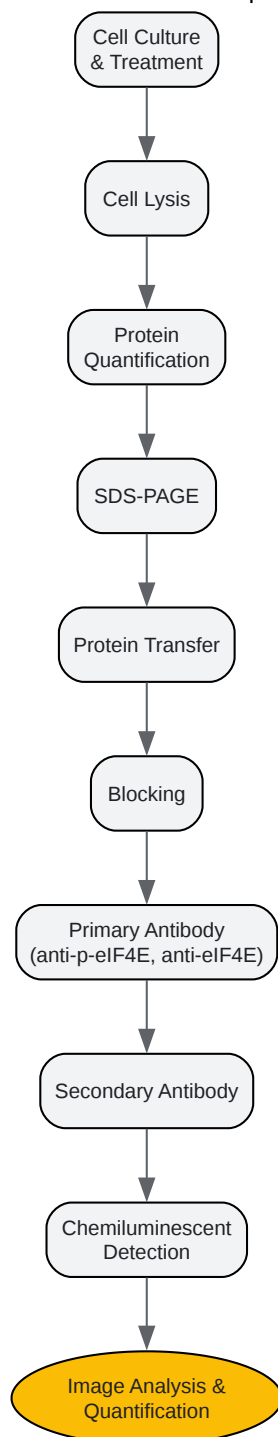 Cell Culture
& Treatment
Cell Lysis
Protein
Quantification
SDS-PAGE
Protein Transfer
Blocking
Primary Antibody
(anti-p-eIF4E, anti-eIF4E)
Secondary Antibody
Chemiluminescent
Detection
Image Analysis &
Quantification